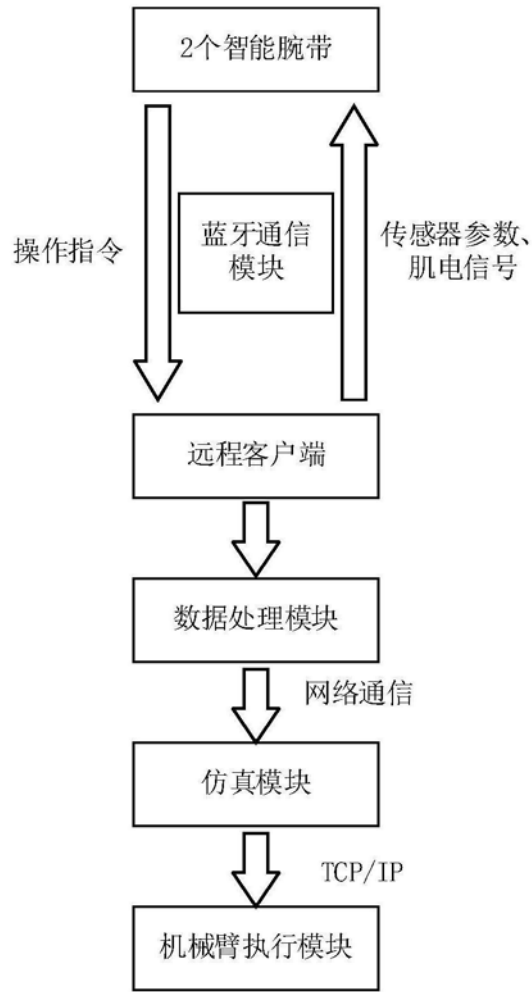 2个智能腕带
操作指令
蓝牙通信
模块
传感器参数、
肌电信号
远程客户端
数据处理模块
网络通信
仿真模块
TCP/IP
机械臂执行模块